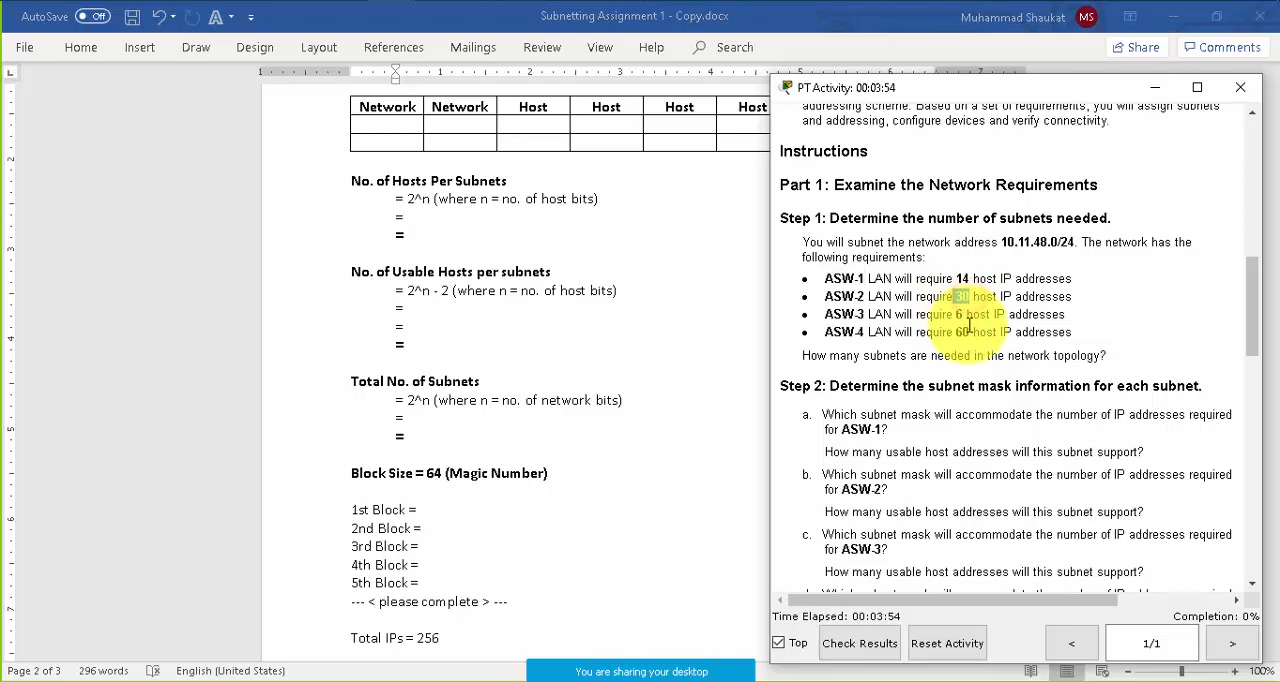 AutoSave Off Subnetting Assignment 1 - Copy.docx Muhammad Shaukat MS
File Home Insert Draw Design Layout References Mailings Review View Help Search Share Comments
Network Network Host Host Host Host
No. of Hosts Per Subnets
= 2^n (where n = no. of host bits)
=
=
No. of Usable Hosts per subnets
= 2^n - 2 (where n = no. of host bits)
=
=
=
Total No. of Subnets
= 2^n (where n = no. of network bits)
=
=
Block Size = 64 (Magic Number)
1st Block =
2nd Block =
3rd Block =
4th Block =
5th Block =
--- < please complete > ---
Total IPs = 256
PT Activity: 00:03:54
addressing scheme. Based on a set of requirements, you will assign subnets
and addressing, configure devices and verify connectivity.
Instructions
Part 1: Examine the Network Requirements
Step 1: Determine the number of subnets needed.
You will subnet the network address 10.11.48.0/24. The network has the
following requirements:
• ASW-1 LAN will require 14 host IP addresses
• ASW-2 LAN will require 30 host IP addresses
• ASW-3 LAN will require 6 host IP addresses
• ASW-4 LAN will require 60 host IP addresses
How many subnets are needed in the network topology?
Step 2: Determine the subnet mask information for each subnet.
a. Which subnet mask will accommodate the number of IP addresses required
for ASW-1?
How many usable host addresses will this subnet support?
b. Which subnet mask will accommodate the number of IP addresses required
for ASW-2?
How many usable host addresses will this subnet support?
c. Which subnet mask will accommodate the number of IP addresses required
for ASW-3?
How many usable host addresses will this subnet support?
Time Elapsed: 00:03:54 Completion: 0%
Top Check Results Reset Activity < 1/1 >
Page 2 of 3 296 words English (United States) You are sharing your desktop 100%